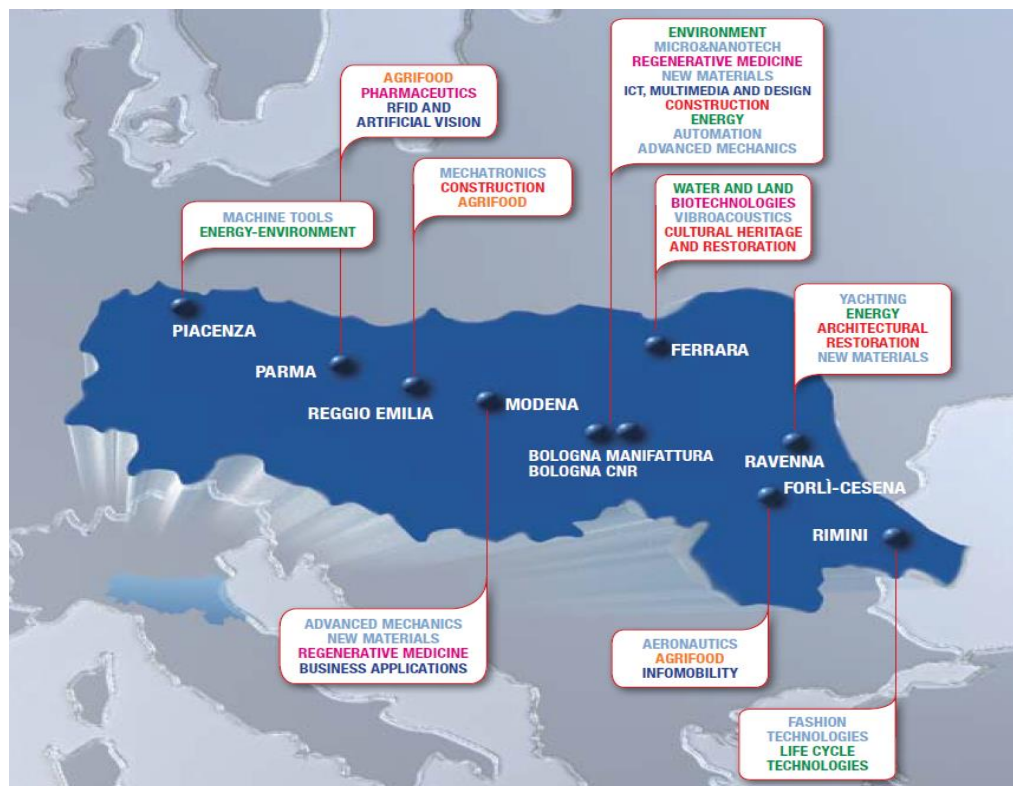 ENVIRONMENT
MICRO&NANOTECH
REGENERATIVE MEDICINE
NEW MATERIALS
ICT, MULTIMEDIA AND DESIGN
CONSTRUCTION
ENERGY
AUTOMATION
ADVANCED MECHANICS
AGRIFOOD
PHARMACEUTICS
RFID AND
ARTIFICIAL VISION
MECHATRONICS
CONSTRUCTION
AGRIFOOD
WATER AND LAND
BIOTECHNOLOGIES
VIBROACOUSTICS
CULTURAL HERITAGE
AND RESTORATION
MACHINE TOOLS
ENERGY-ENVIRONMENT
YACHTING
ENERGY
ARCHITECTURAL
RESTORATION
NEW MATERIALS
PIACENZA
PARMA
REGGIO EMILIA
MODENA
FERRARA
BOLOGNA MANIFATTURA
BOLOGNA CNR
RAVENNA
FORLÌ-CESENA
RIMINI
ADVANCED MECHANICS
NEW MATERIALS
REGENERATIVE MEDICINE
BUSINESS APPLICATIONS
AERONAUTICS
AGRIFOOD
INFOMOBILITY
FASHION
TECHNOLOGIES
LIFE CYCLE
TECHNOLOGIES